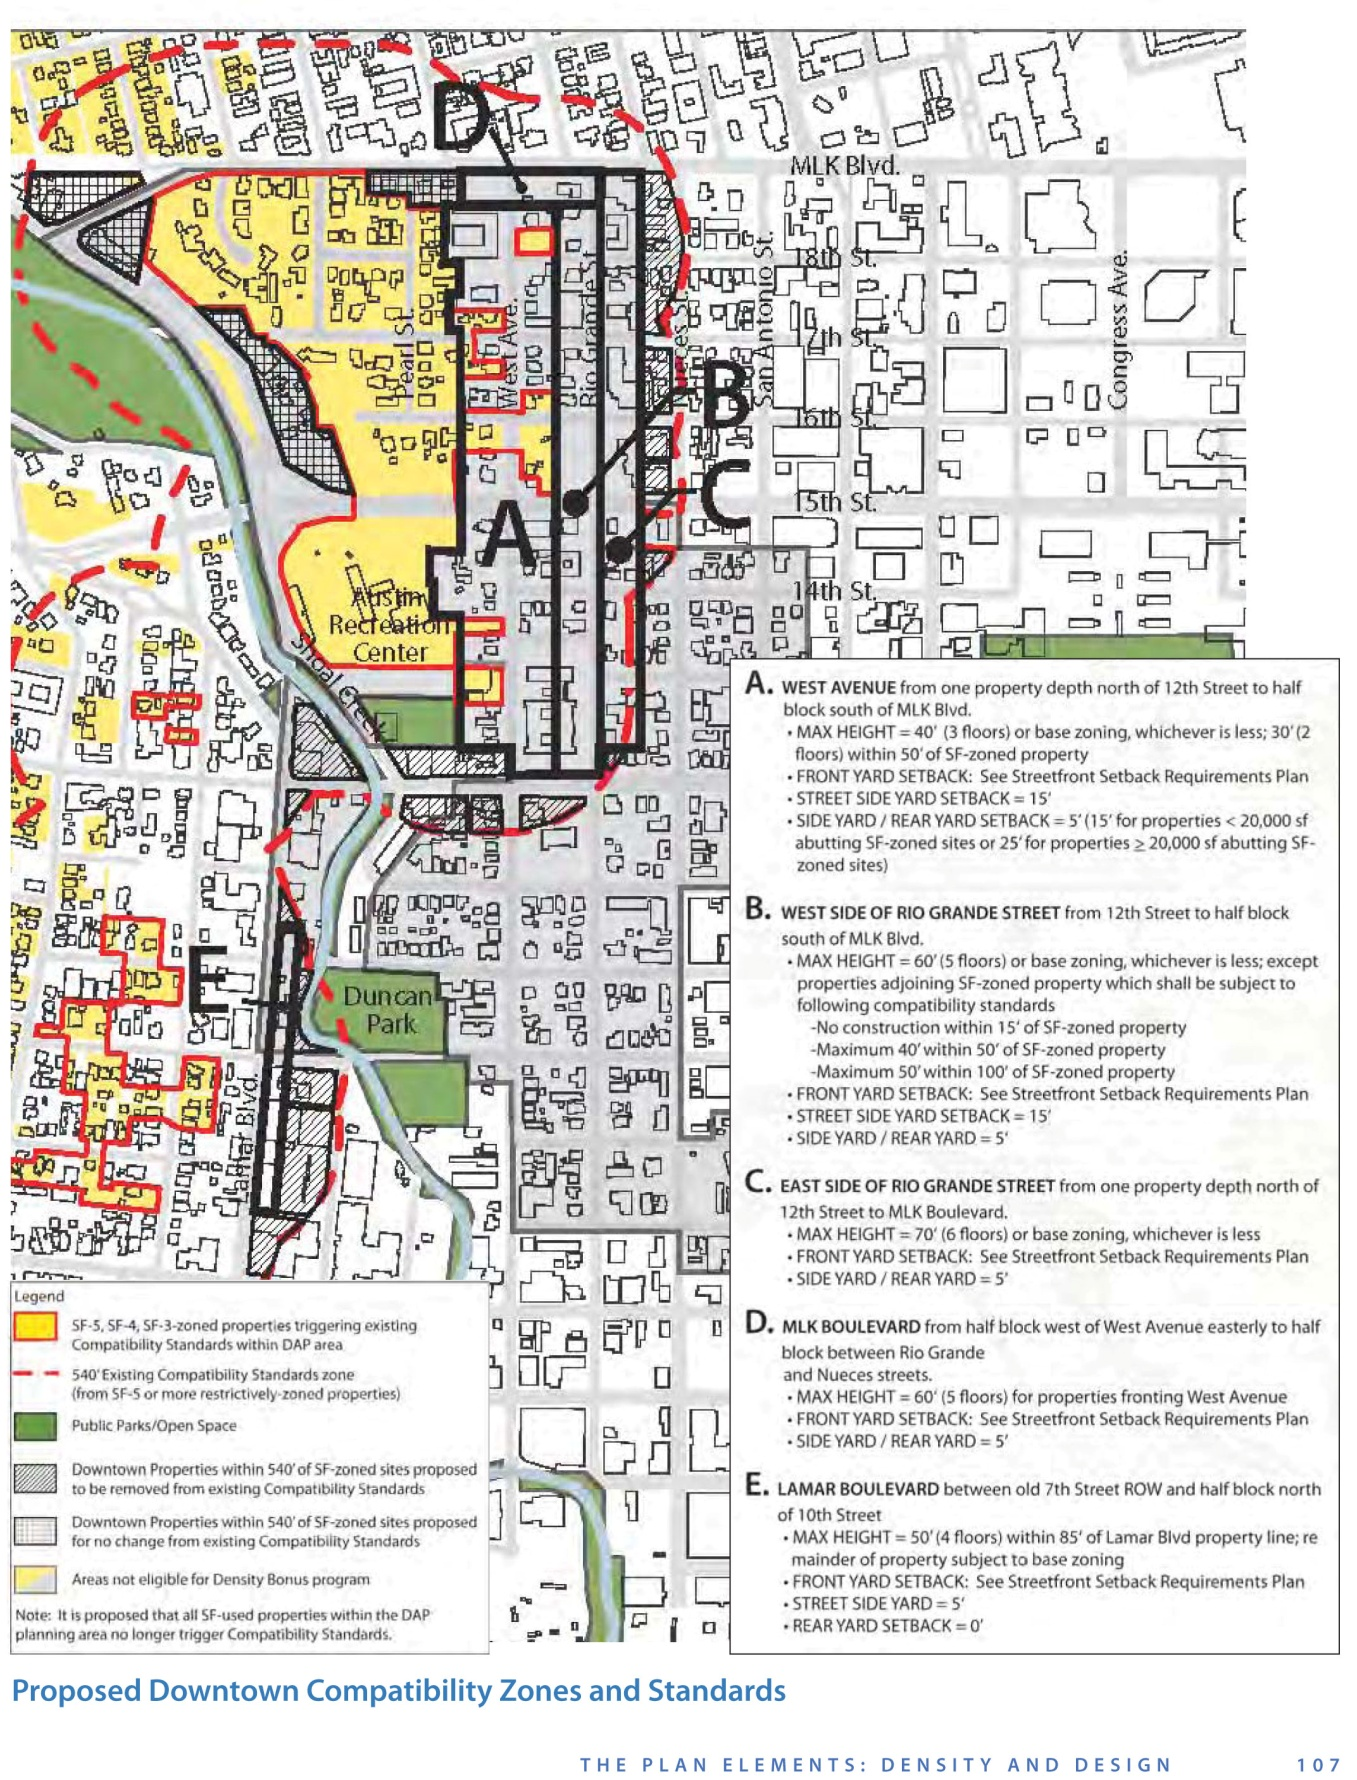 D
MLK Blvd.
18th St.
Pearl St.
West Ave.
Rio Grande St.
Nueces St.
San Antonio St.
Congress Ave.
17th St.
B
16th St.
C
15th St.
A
14th St.
Austin
Recreation
Center
Shoal Creek
E
Duncan
Park
Lamar Blvd.
A. WEST AVENUE from one property depth north of 12th Street to half
block south of MLK Blvd.
• MAX HEIGHT = 40' (3 floors) or base zoning, whichever is less; 30' (2
floors) within 50' of SF-zoned property
• FRONT YARD SETBACK: See Streetfront Setback Requirements Plan
• STREET SIDE YARD SETBACK = 15'
• SIDE YARD / REAR YARD SETBACK = 5' (15' for properties < 20,000 sf
abutting SF-zoned sites or 25' for properties ≥ 20,000 sf abutting SF-
zoned sites)
B. WEST SIDE OF RIO GRANDE STREET from 12th Street to half block
south of MLK Blvd.
• MAX HEIGHT = 60' (5 floors) or base zoning, whichever is less; except
properties adjoining SF-zoned property which shall be subject to
following compatibility standards
-No construction within 15' of SF-zoned property
-Maximum 40' within 50' of SF-zoned property
-Maximum 50' within 100' of SF-zoned property
• FRONT YARD SETBACK: See Streetfront Setback Requirements Plan
• STREET SIDE YARD SETBACK = 15'
• SIDE YARD / REAR YARD = 5'
C. EAST SIDE OF RIO GRANDE STREET from one property depth north of
12th Street to MLK Boulevard.
• MAX HEIGHT = 70' (6 floors) or base zoning, whichever is less
• FRONT YARD SETBACK: See Streetfront Setback Requirements Plan
• SIDE YARD / REAR YARD = 5'
D. MLK BOULEVARD from half block west of West Avenue easterly to half
block between Rio Grande
and Nueces streets.
• MAX HEIGHT = 60' (5 floors) for properties fronting West Avenue
• FRONT YARD SETBACK: See Streetfront Setback Requirements Plan
• SIDE YARD / REAR YARD = 5'
E. LAMAR BOULEVARD between old 7th Street ROW and half block north
of 10th Street
• MAX HEIGHT = 50' (4 floors) within 85' of Lamar Blvd property line; re
mainder of property subject to base zoning
• FRONT YARD SETBACK: See Streetfront Setback Requirements Plan
• STREET SIDE YARD = 5'
• REAR YARD SETBACK = 0'
Legend
SF-5, SF-4, SF-3-zoned properties triggering existing
Compatibility Standards within DAP area
540' Existing Compatibility Standards zone
(from SF-5 or more restrictively-zoned properties)
Public Parks/Open Space
Downtown Properties within 540' of SF-zoned sites proposed
to be removed from existing Compatibility Standards
Downtown Properties within 540' of SF-zoned sites proposed
for no change from existing Compatibility Standards
Areas not eligible for Density Bonus program
Note: It is proposed that all SF-used properties within the DAP
planning area no longer trigger Compatibility Standards.
Proposed Downtown Compatibility Zones and Standards
THE PLAN ELEMENTS: DENSITY AND DESIGN 107